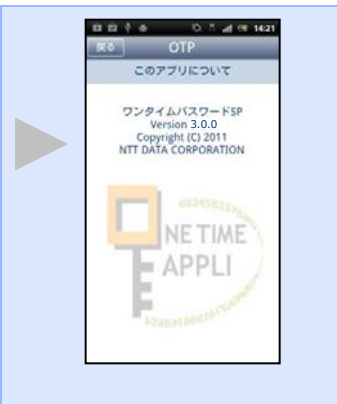 14:21
戻る
OTP
このアプリについて
ワンタイムパスワードSP
Version 3.0.0
Copyright (C) 2011
NTT DATA CORPORATION
NE TIME
APPLI